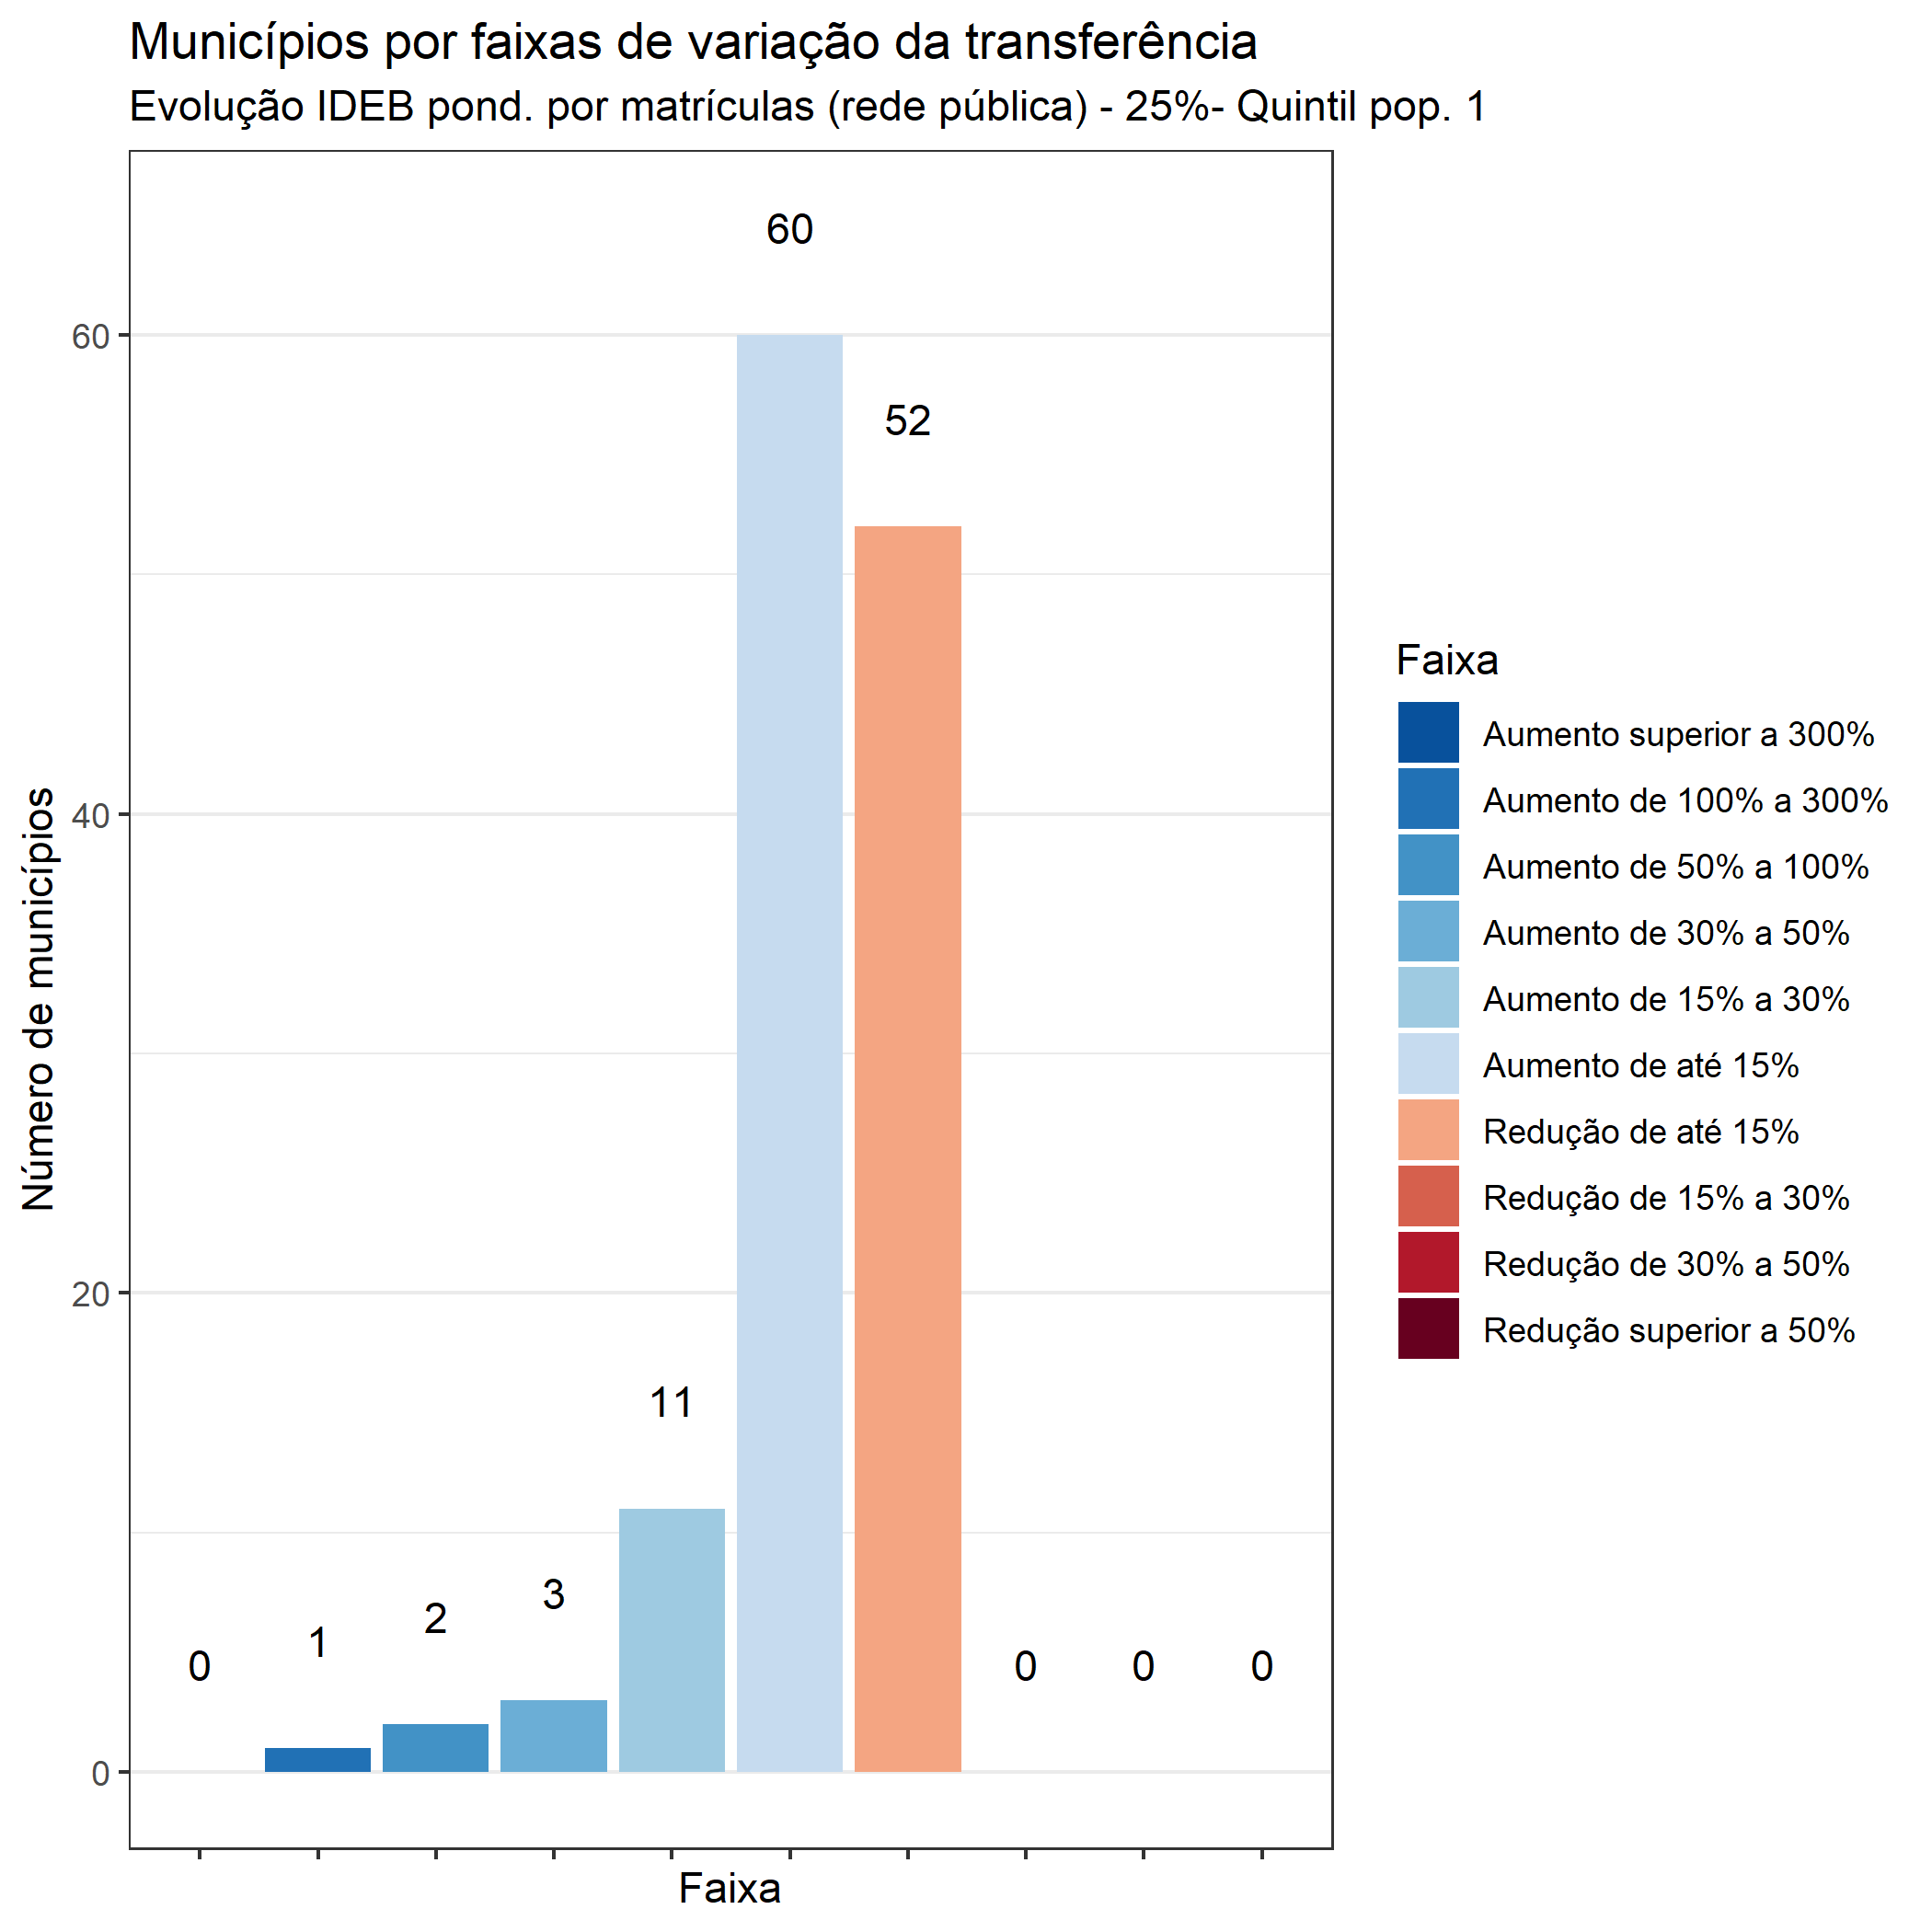 Municípios por faixas de variação da transferência
Evolução IDEB pond. por matrículas (rede pública) - 25%- Quintil pop. 1
60
52
11
3
2
1
0
0
0
0
60
40
20
0
Número de municípios
Faixa
Faixa
Aumento superior a 300%
Aumento de 100% a 300%
Aumento de 50% a 100%
Aumento de 30% a 50%
Aumento de 15% a 30%
Aumento de até 15%
Redução de até 15%
Redução de 15% a 30%
Redução de 30% a 50%
Redução superior a 50%